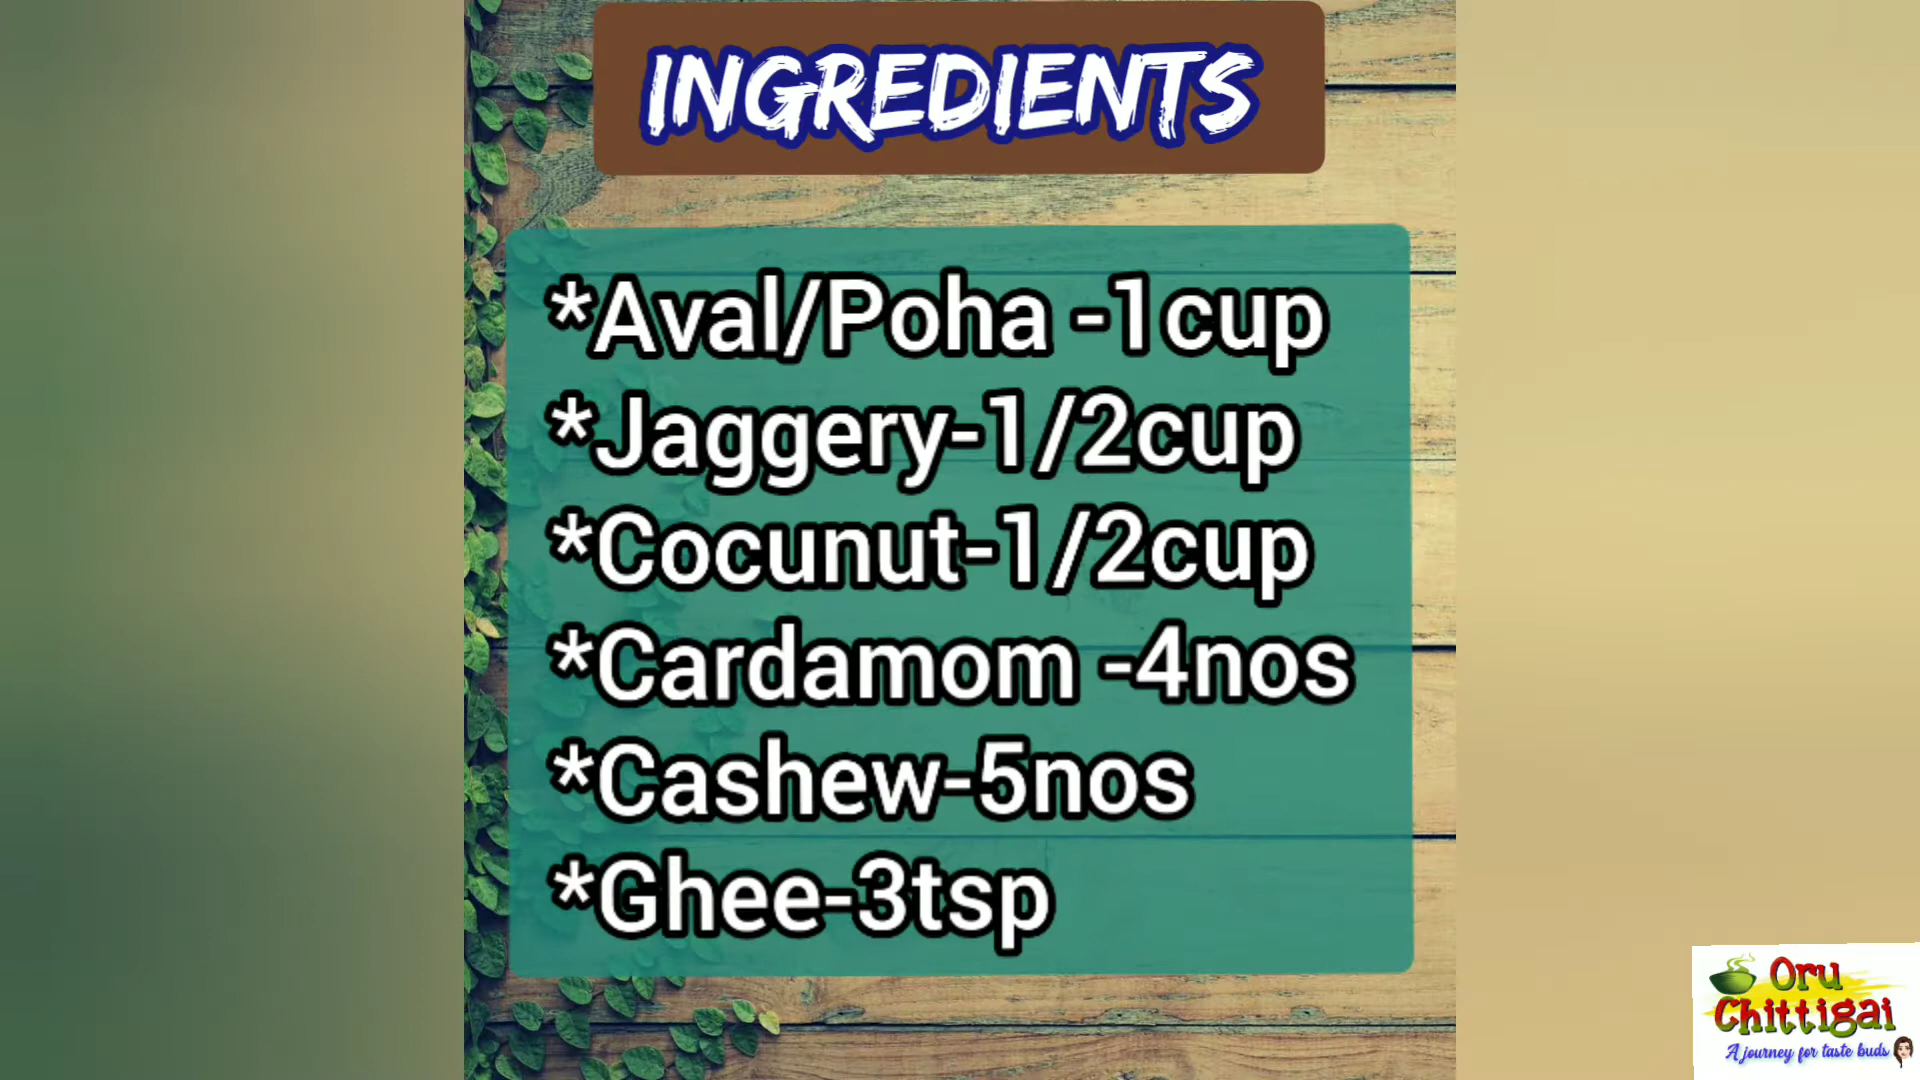 INGREDIENTS
*Aval/Poha -1cup
*Jaggery-1/2cup
*Cocunut-1/2cup
*Cardamom -4nos
*Cashew-5nos
*Ghee-3tsp
Oru
Chittigai
A journey for taste buds